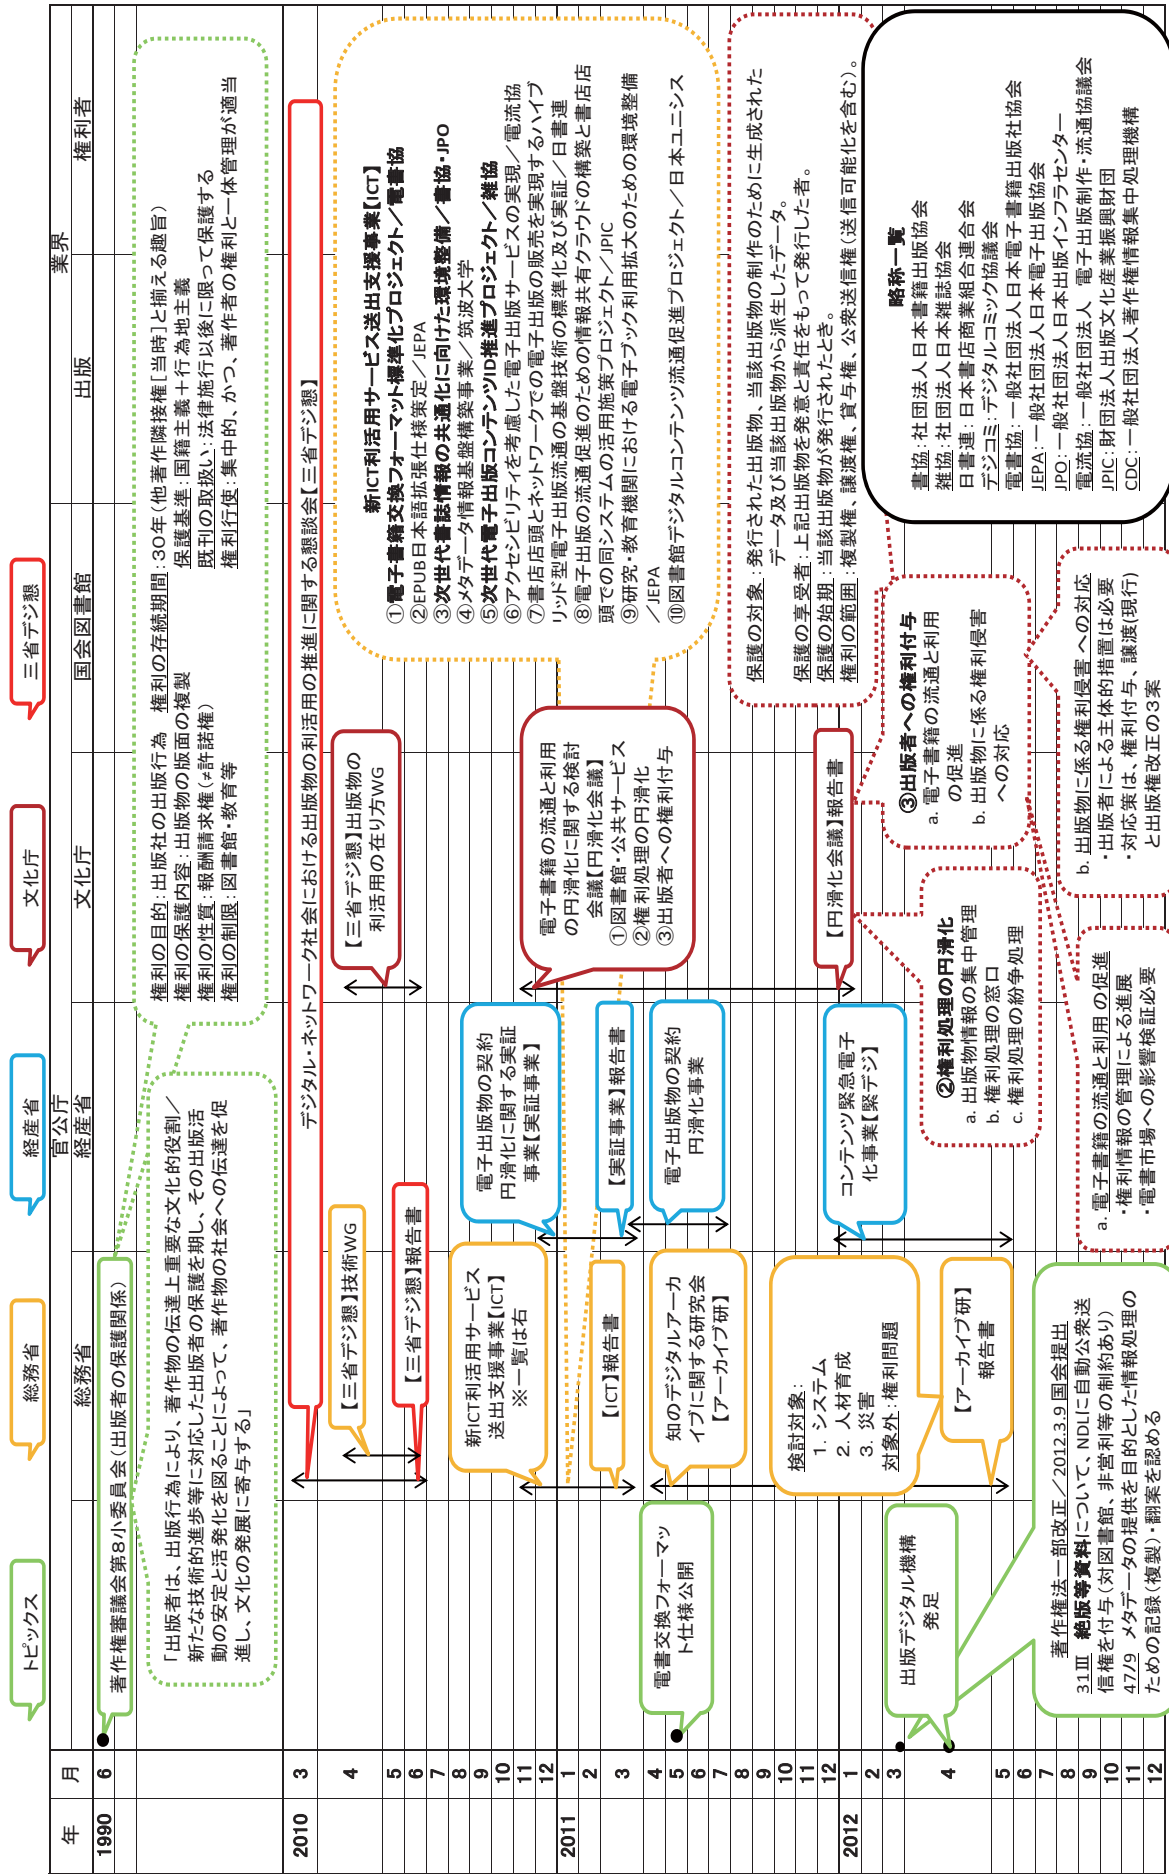 トピックス
総務省
経産省
文化庁
三省デジ懇
年
月
官公庁
業界
総務省
経産省
文化庁
国会図書館
出版
権利者
1990
6
著作権審議会第8小委員会(出版者の保護関係)
「出版者は、出版行為により、著作物の伝達上重要な文化的役割/
新たな技術的進歩等に対応した出版者の保護を期し、その出版活
動の安定と活発化を図ることによって、著作物の社会への伝達を促
進し、文化の発展に寄与する」
権利の目的:出版社の出版行為　権利の存続期間:30年(他著作隣接権[当時]と揃える趣旨)
権利の保護内容:出版物の版面の複製　保護基準:国籍主義+行為地主義
権利の性質:報酬請求権(≠許諾権)　既刊の取扱い:法律施行以後に限って保護する
権利の制限:図書館・教育等　権利行使:集中的、かつ、著作者の権利と一体管理が適当
2010
3
4
5
6
7
8
9
10
11
12
デジタル・ネットワーク社会における出版物の利活用の推進に関する懇談会【三省デジ懇】
【三省デジ懇】技術WG
【三省デジ懇】報告書
【三省デジ懇】出版物の
利活用の在り方WG
新ICT利活用サービス
送出支援事業【ICT】
※一覧は右
電子出版物の契約
円滑化に関する実証
事業【実証事業】
電子書籍の流通と利用
の円滑化に関する検討
会議【円滑化会議】
①図書館・公共サービス
②権利処理の円滑化
③出版者への権利付与
新ICT利活用サービス送出支援事業【ICT】
①電子書籍交換フォーマット標準化プロジェクト/電書協
②EPUB日本語拡張仕様策定/JEPA
③次世代書誌情報の共通化に向けた環境整備/書協・JPO
④メタデータ情報基盤構築事業/筑波大学
⑤次世代電子出版コンテンツID推進プロジェクト/雑協
⑥アクセシビリティを考慮した電子出版サービスの実現/電流協
⑦書店店頭とネットワークでの電子出版の販売を実現するハイブ
リッド型電子出版流通の基盤技術の標準化及び実証/日書連
⑧電子出版の流通促進のための情報共有クラウドの構築と書店店
頭での同システムの活用施策プロジェクト/JPIC
⑨研究・教育機関における電子ブック利用拡大のための環境整備
/JEPA
⑩図書館デジタルコンテンツ流通促進プロジェクト/日本ユニシス
2011
1
2
3
4
5
6
7
8
9
10
11
12
【ICT】報告書
【実証事業】報告書
電書交換フォーマッ
ト仕様公開
知のデジタルアーカ
イブに関する研究会
【アーカイブ研】
電子出版物の契約
円滑化事業
検討対象:
1. システム
2. 人材育成
3. 災害
対象外:権利問題
コンテンツ緊急電子
化事業【緊デジ】
【円滑化会議】報告書
保護の対象:発行された出版物、当該出版物の制作のために生成された
データ及び当該出版物から派生したデータ。
保護の享受者:上記出版物を発意と責任をもって発行した者。
保護の始期:当該出版物が発行されたとき。
権利の範囲:複製権、譲渡権、貸与権、公衆送信権(送信可能化を含む)。
2012
1
2
3
4
5
6
7
8
9
10
11
12
出版デジタル機構
発足
【アーカイブ研】
報告書
②権利処理の円滑化
a. 出版物情報の集中管理
b. 権利処理の窓口
c. 権利処理の紛争処理
③出版者への権利付与
a. 電子書籍の流通と利用
の促進
b. 出版物に係る権利侵害
への対応
略称一覧
書協:社団法人日本書籍出版協会
雑協:社団法人日本雑誌協会
日書連:日本書店商業組合連合会
デジコミ:デジタルコミック協議会
電書協:一般社団法人日本電子書籍出版社協会
JEPA:一般社団法人日本電子出版協会
JPO:一般社団法人日本出版インフラセンター
電流協:一般社団法人　電子出版制作・流通協議会
JPIC:財団法人出版文化産業振興財団
CDC:一般社団法人著作権情報集中処理機構
著作権法一部改正/2012.3.9国会提出
31Ⅲ　絶版等資料について、NDLに自動公衆送
信権を付与(対図書館、非営利等の制約あり)
47/9　メタデータの提供を目的とした情報処理の
ための記録(複製)・翻案を認める
a. 電子書籍の流通と利用 の促進
・権利情報の管理による進展
・電書市場への影響検証必要
b. 出版物に係る権利侵害 への対応
・出版者による主体的措置は必要
・対応策は、権利付与、譲渡(現行)
と出版権改正の3案